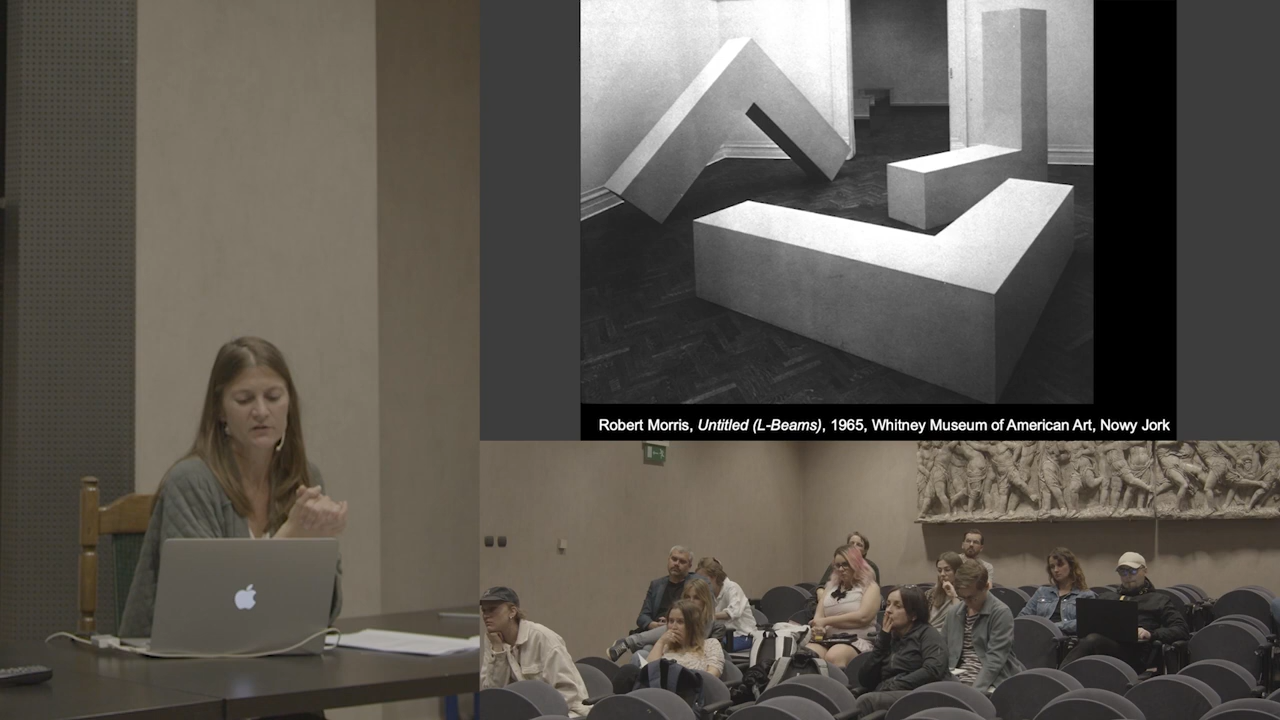 Robert Morris, Untitled (L-Beams), 1965, Whitney Museum of American Art, Nowy Jork